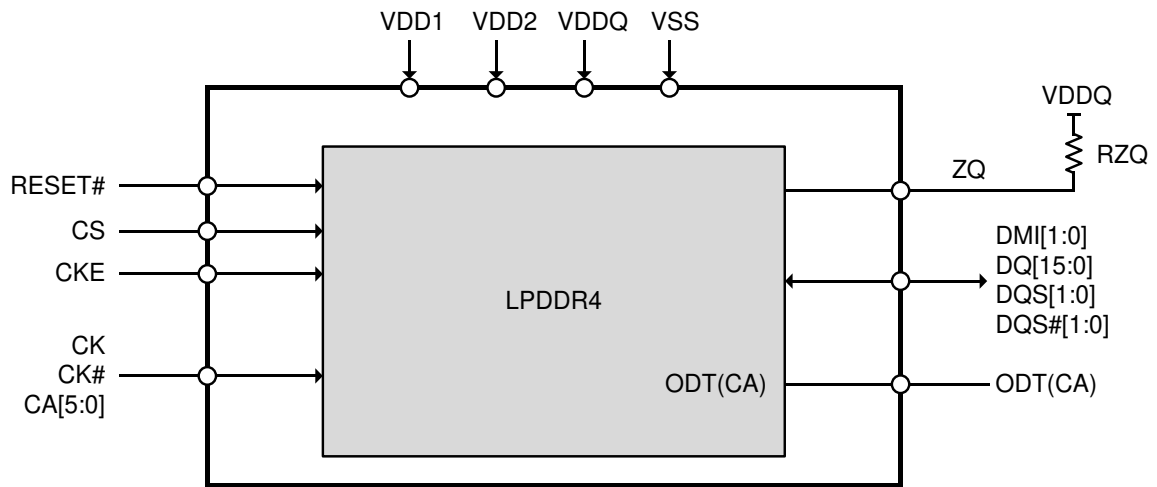 VDD1 VDD2 VDDQ VSS
VDDQ
RZQ
ZQ
RESET#
CS
CKE
CK
CK#
CA[5:0]
LPDDR4
ODT(CA)
DMI[1:0]
DQ[15:0]
DQS[1:0]
DQS#[1:0]
ODT(CA)